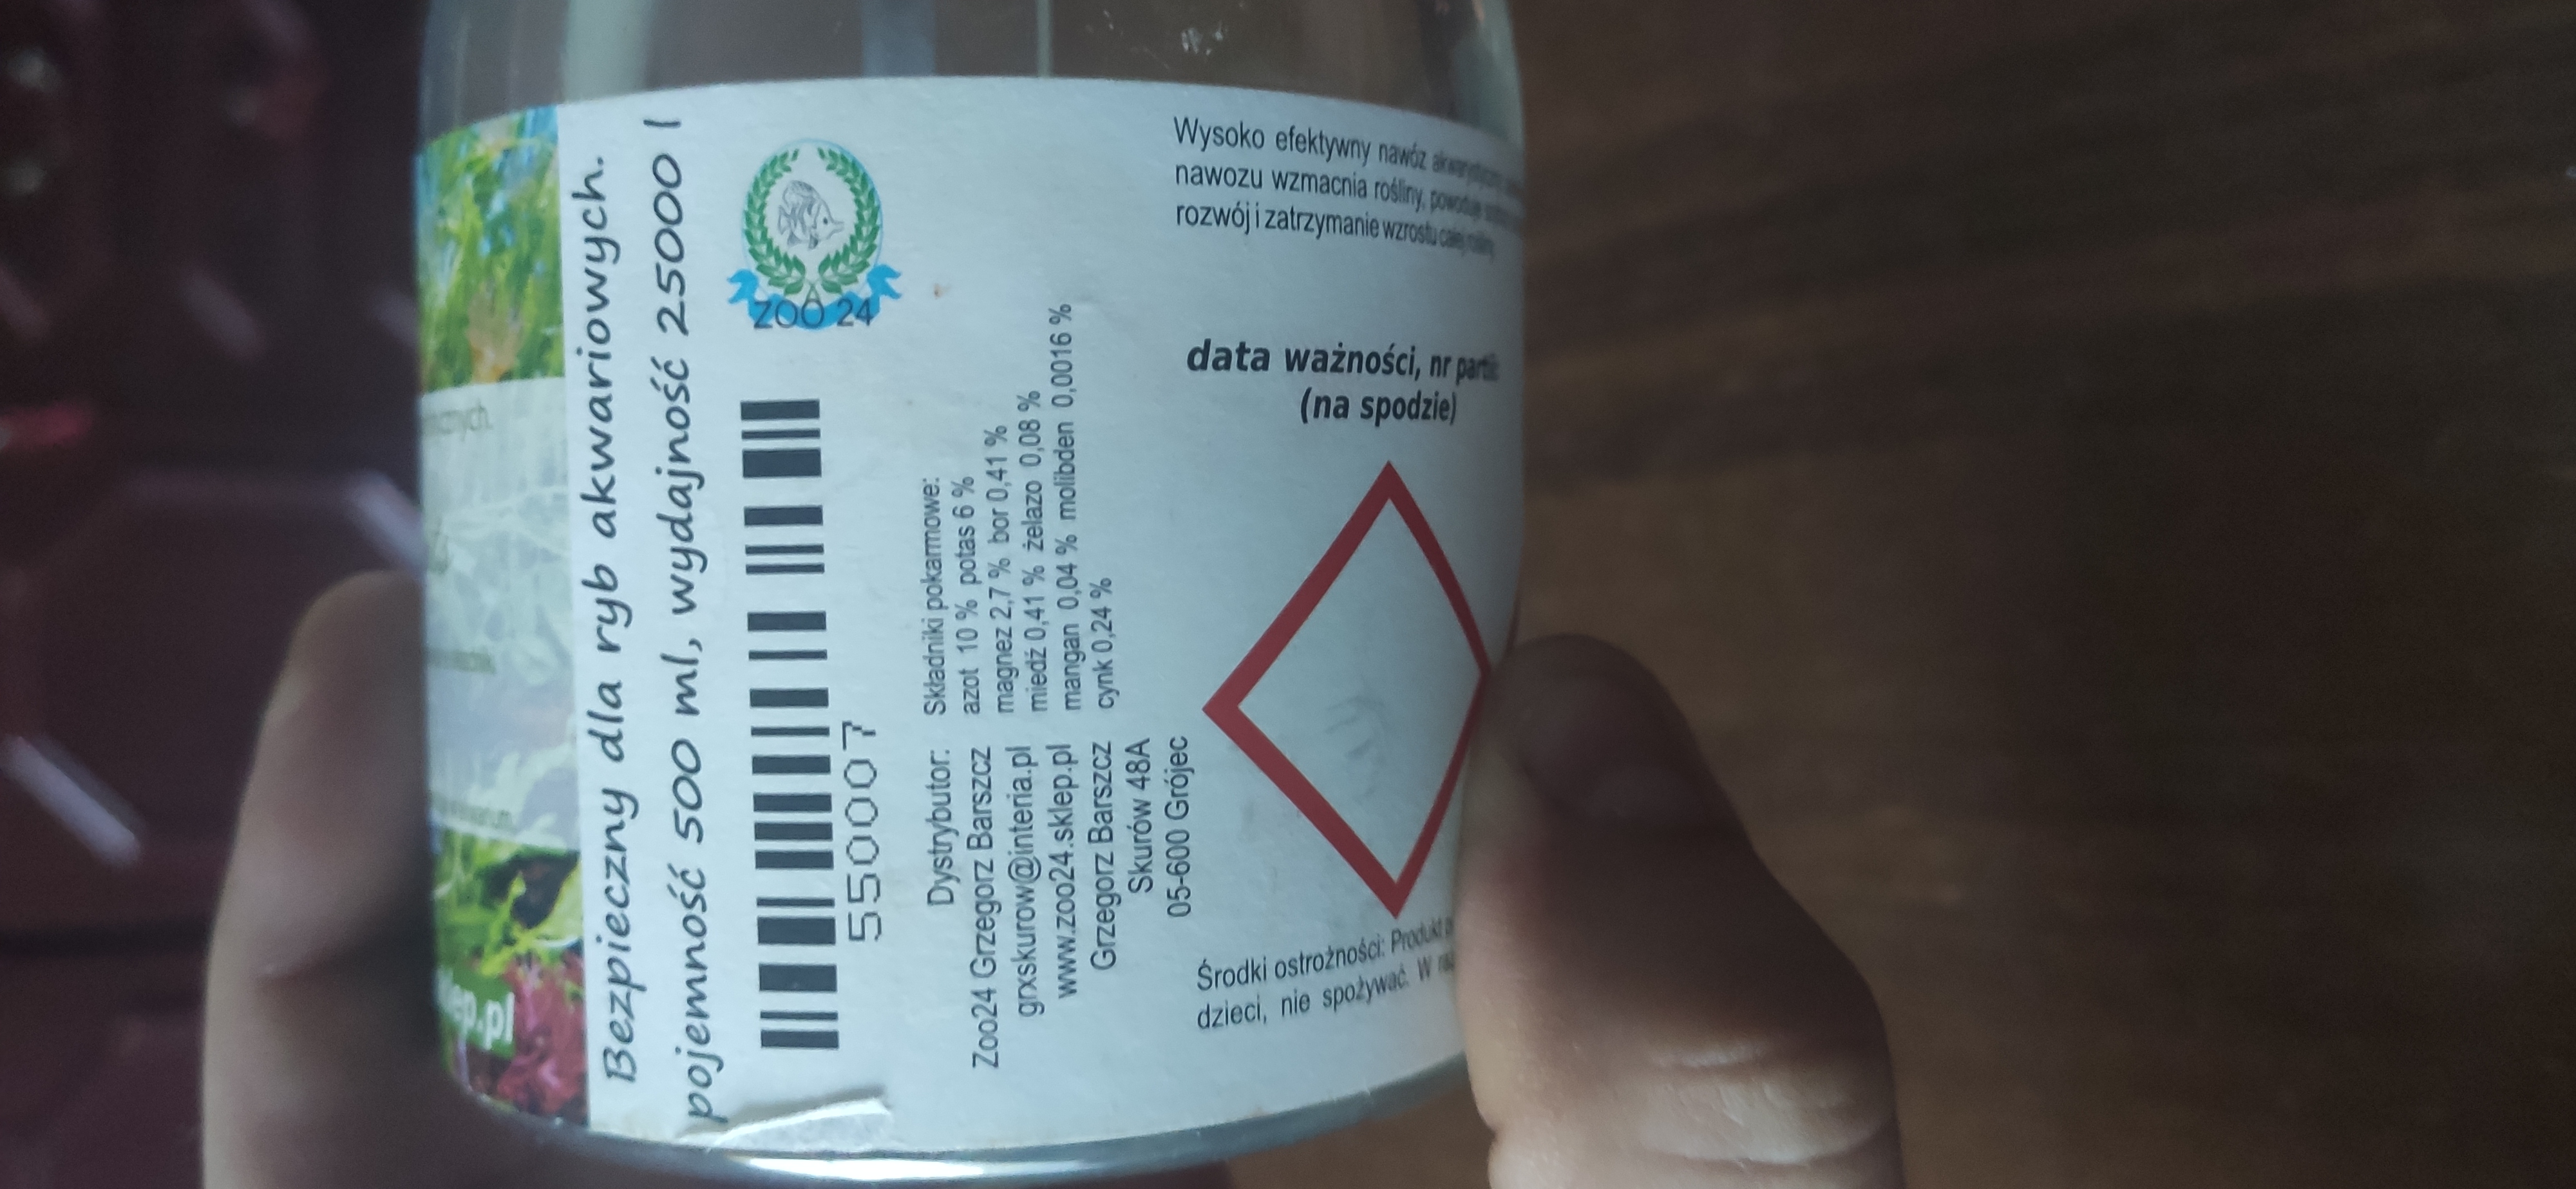 Bezpieczny dla ryb akwariowych.
pojemność 500 ml, wydajność 25000 l
5500007
ZOO 24
Dystrybutor:
Zoo24 Grzegorz Barszcz
grxskurow@interia.pl
www.zoo24.sklep.pl
Grzegorz Barszcz
Skurów 48A
05-600 Grójec
Składniki pokarmowe:
azot 10 % potas 6 %
magnez 2,7 % bor 0,41 %
miedź 0,41 % żelazo 0,08 %
mangan 0,04 % molibden 0,0016 %
cynk 0,24 %
Wysoko efektywny nawóz
nawozu wzmacnia rośliny, powoduje
rozwój i zatrzymanie wzrostu całej
data ważności, nr partii
(na spodzie)
Środki ostrożności: Produkt
dzieci, nie spożywać. W